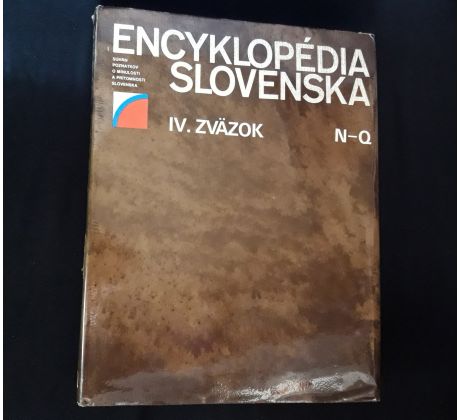 ENCYKLOPÉDIA
SLOVENSKA
SÚHRN
POZNATKOV
O MINULOSTI
A PRÍTOMNOSTI
SLOVENSKA
IV. ZVÄZOK
N–Q